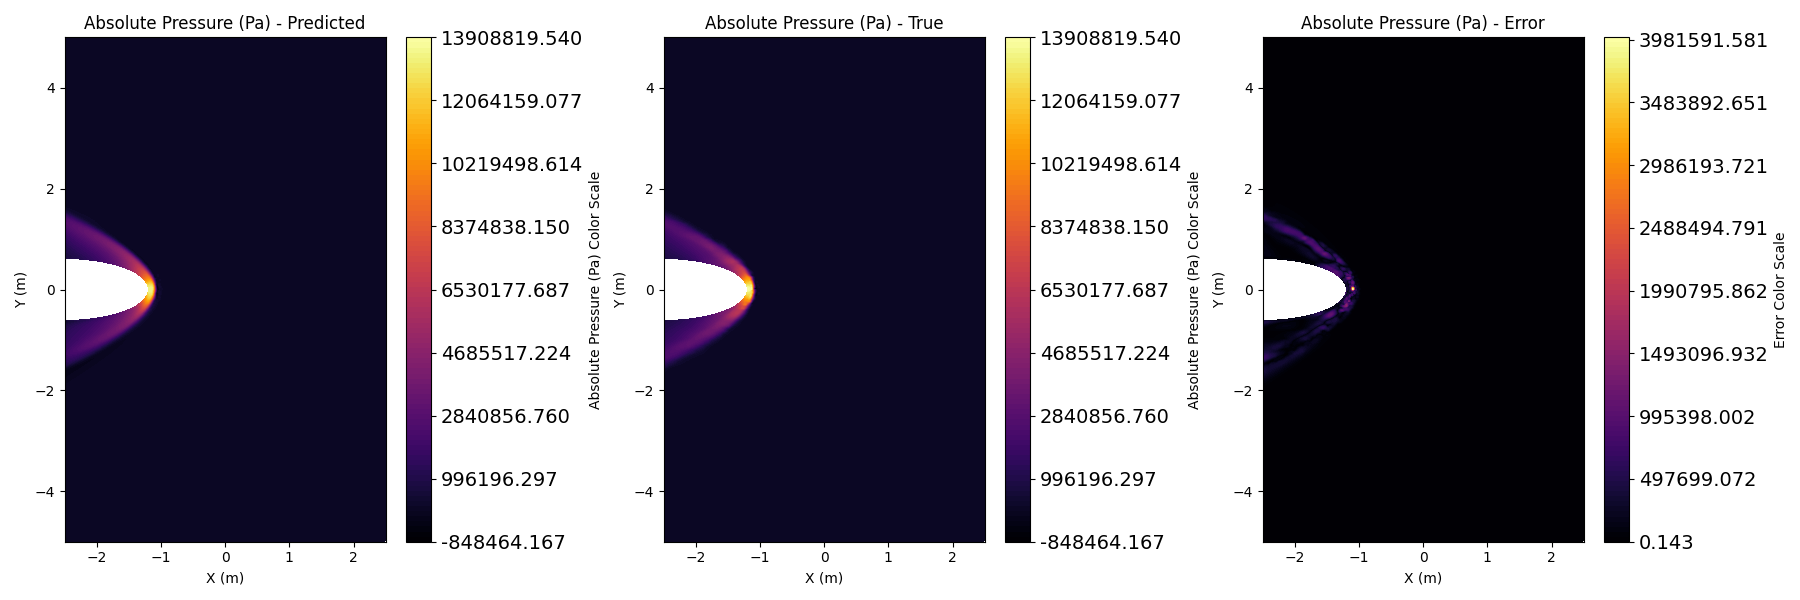 Absolute Pressure (Pa) - Predicted
4
2
0
−2
−4
Y (m)
−2 −1 0 1 2
X (m)
13908819.540
12064159.077
10219498.614
8374838.150
6530177.687
4685517.224
2840856.760
996196.297
-848464.167
Absolute Pressure (Pa) Color Scale
Absolute Pressure (Pa) - True
4
2
0
−2
−4
Y (m)
−2 −1 0 1 2
X (m)
13908819.540
12064159.077
10219498.614
8374838.150
6530177.687
4685517.224
2840856.760
996196.297
-848464.167
Absolute Pressure (Pa) Color Scale
Absolute Pressure (Pa) - Error
4
2
0
−2
−4
Y (m)
−2 −1 0 1 2
X (m)
3981591.581
3483892.651
2986193.721
2488494.791
1990795.862
1493096.932
995398.002
497699.072
0.143
Error Color Scale